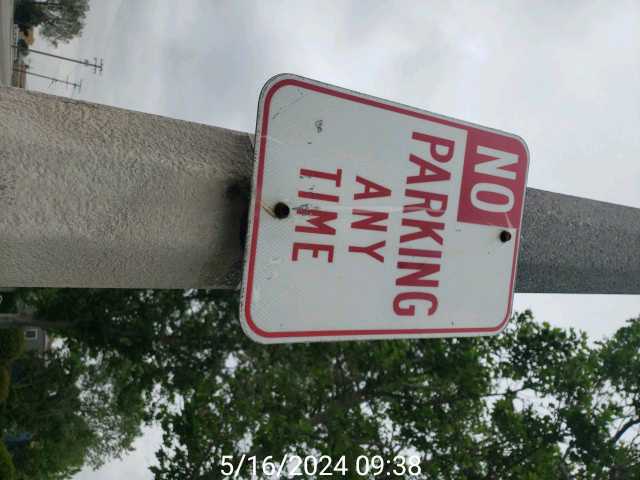 NO
PARKING
ANY
TIME
5/16/2024 09:38